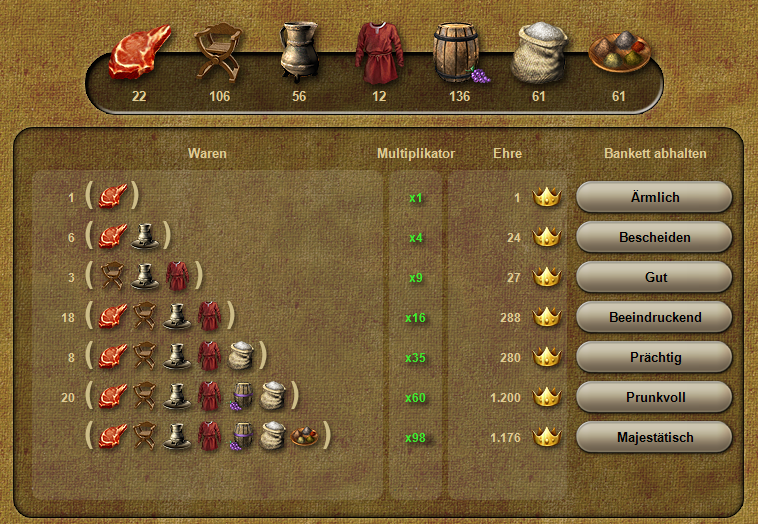 22 106 56 12 136 61 61
Waren Multiplikator Ehre Bankett abhalten
1 ( ) x1 1 Ärmlich
6 ( ) x4 24 Bescheiden
3 ( ) x9 27 Gut
18 ( ) x16 288 Beeindruckend
8 ( ) x35 280 Prächtig
20 ( ) x60 1.200 Prunkvoll
( ) x98 1.176 Majestätisch